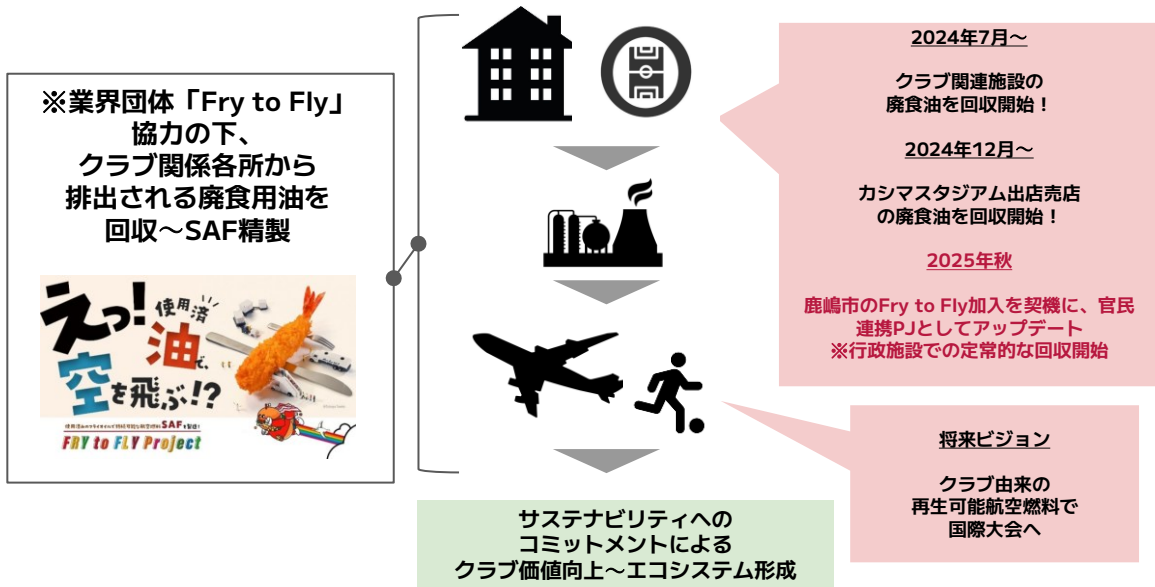 ※業界団体「Fry to Fly」
協力の下、
クラブ関係各所から
排出される廃食用油を
回収～SAF精製
えっ!
使用済
油で、
空を飛ぶ!?
FRY to FLY Project
2024年7月～
クラブ関連施設の
廃食油を回収開始！
2024年12月～
カシマスタジアム出店売店
の廃食油を回収開始！
2025年秋
鹿嶋市のFry to Fly加入を契機に、官民
連携PJとしてアップデート
※行政施設での定常的な回収開始
将来ビジョン
クラブ由来の
再生可能航空燃料で
国際大会へ
サステナビリティへの
コミットメントによる
クラブ価値向上～エコシステム形成